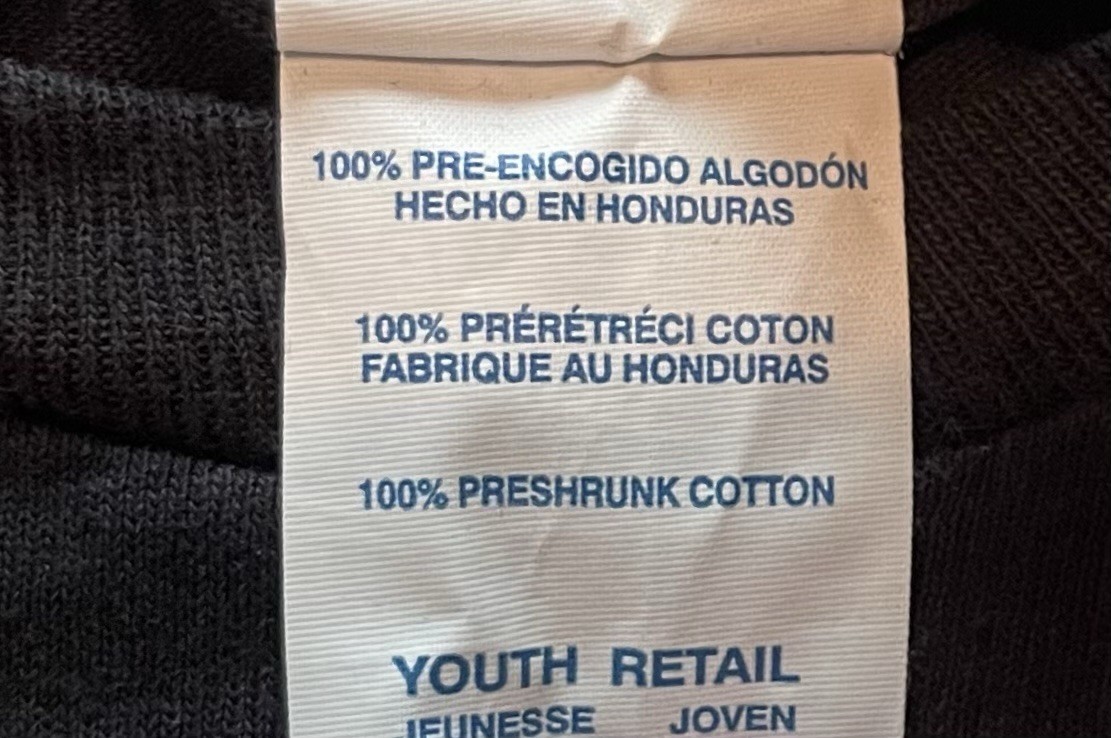 100% PRE-ENCOGIDO ALGODÓN
HECHO EN HONDURAS
100% PRÉRÉTRÉCI COTON
FABRIQUE AU HONDURAS
100% PRESHRUNK COTTON
YOUTH RETAIL
JEUNESSE JOVEN